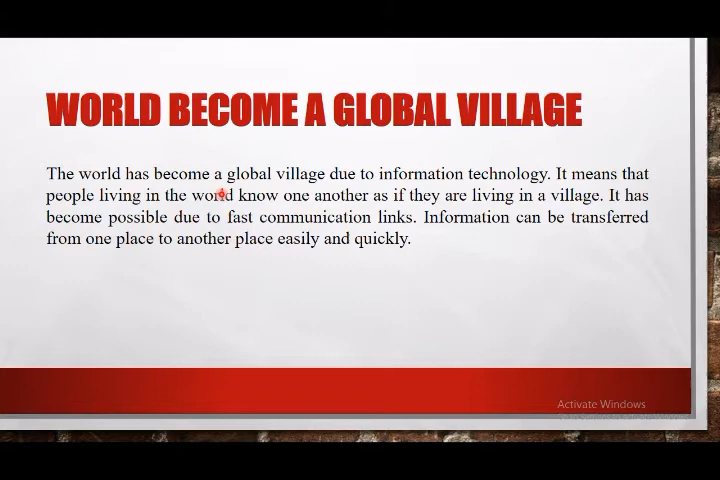 WORLD BECOME A GLOBAL VILLAGE
The world has become a global village due to information technology. It means that
people living in the world know one another as if they are living in a village. It has
become possible due to fast communication links. Information can be transferred
from one place to another place easily and quickly.
Activate Windows